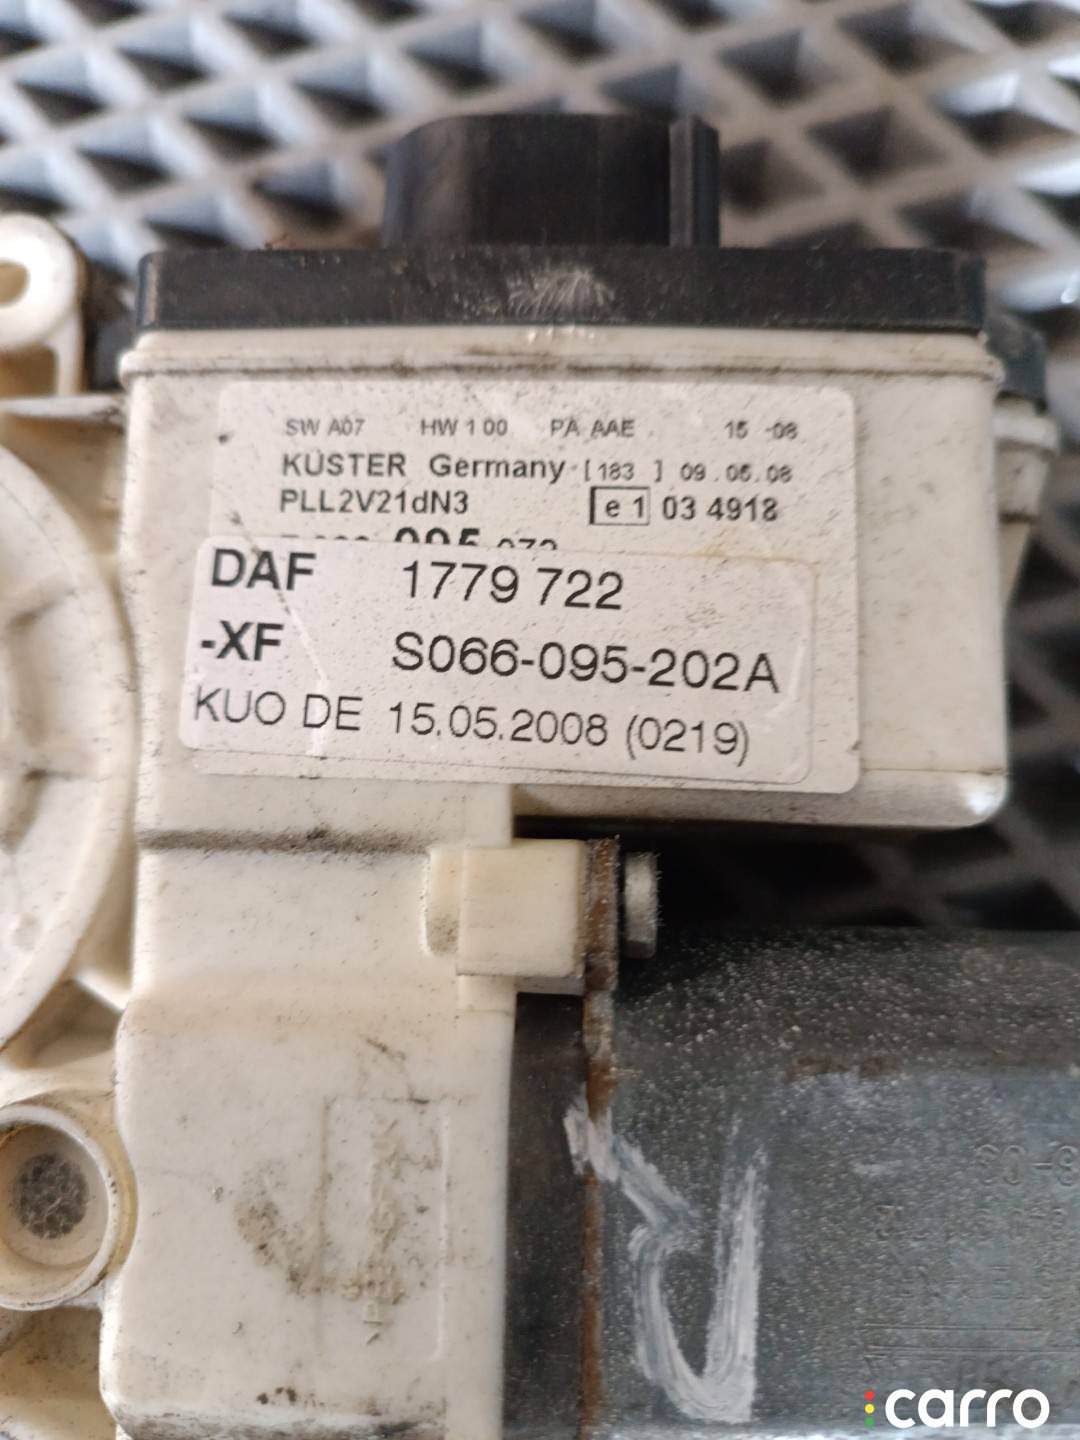 SW A07 HW 1 00 PA AAE 15 -08
KÜSTER Germany [ 183 ] 09.05.08
PLL2V21dN3 e 1 03 4918
DAF 1779 722
-XF S066-095-202A
KUO DE 15.05.2008 (0219)
carro